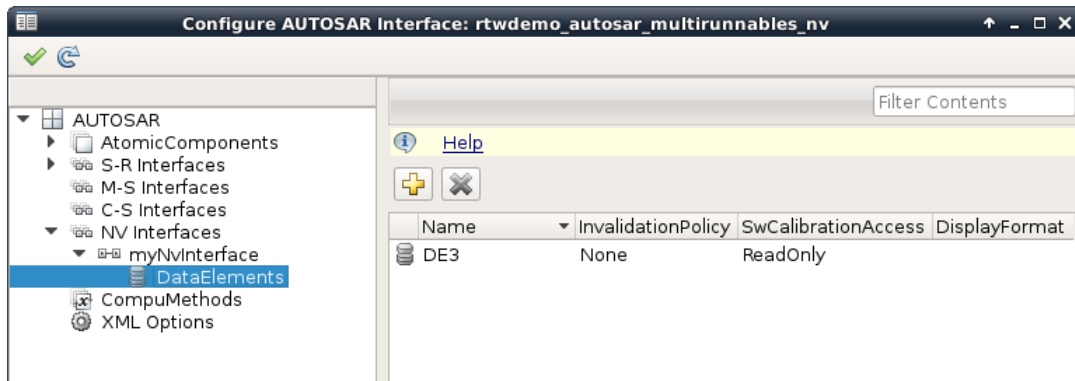 Configure AUTOSAR Interface: rtwdemo_autosar_multirunnables_nv
Filter Contents
AUTOSAR
AtomicComponents
S-R Interfaces
M-S Interfaces
C-S Interfaces
NV Interfaces
myNvInterface
DataElements
CompuMethods
XML Options
Help
Name InvalidationPolicy SwCalibrationAccess DisplayFormat
DE3 None ReadOnly